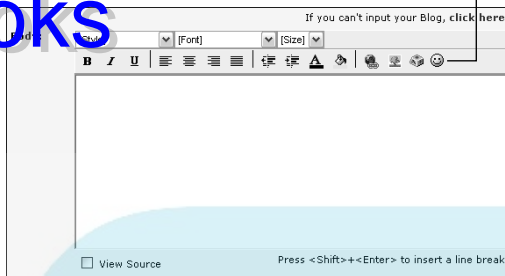 If you can't input your Blog, click here
oks
Body:
Style [Font] [Size]
B I U A
View Source
Press <Shift>+<Enter> to insert a line break